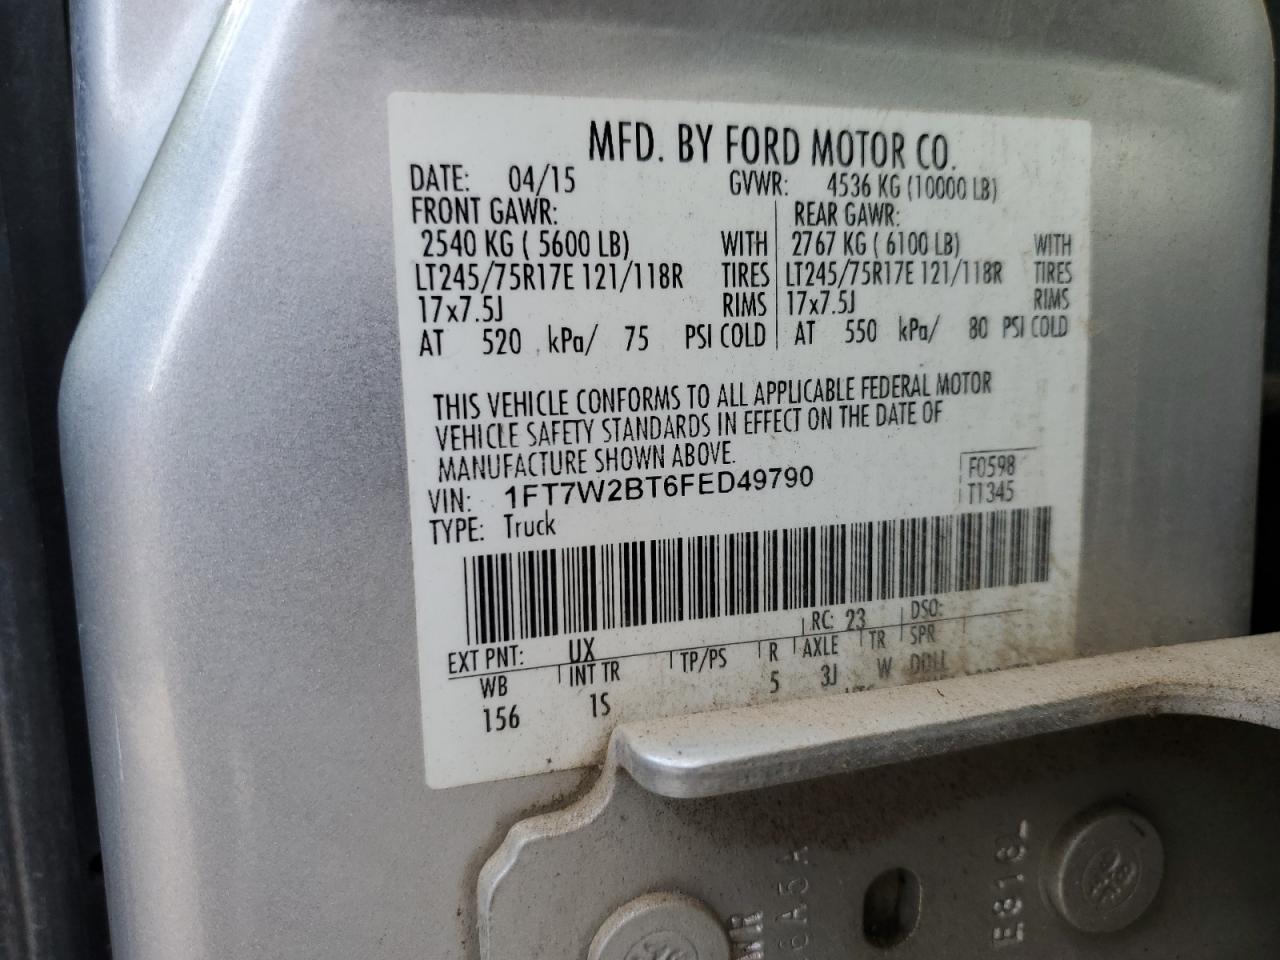 MFD. BY FORD MOTOR CO.
DATE: 04/15 GVWR: 4536 KG (10000 LB)
FRONT GAWR: REAR GAWR:
2540 KG ( 5600 LB) WITH 2767 KG ( 6100 LB) WITH
LT245/75R17E 121/118R TIRES LT245/75R17E 121/118R TIRES
17x7.5J RIMS 17x7.5J RIMS
AT 520 kPa/ 75 PSI COLD AT 550 kPa/ 80 PSI COLD
THIS VEHICLE CONFORMS TO ALL APPLICABLE FEDERAL MOTOR
VEHICLE SAFETY STANDARDS IN EFFECT ON THE DATE OF
MANUFACTURE SHOWN ABOVE.
F0598
VIN: 1FT7W2BT6FED49790
T1345
TYPE: Truck
RC: 23 DSO:
EXT PNT: UX
WB INT TR TP/PS R AXLE TR SPR
156 1S 5 3J W
E8162